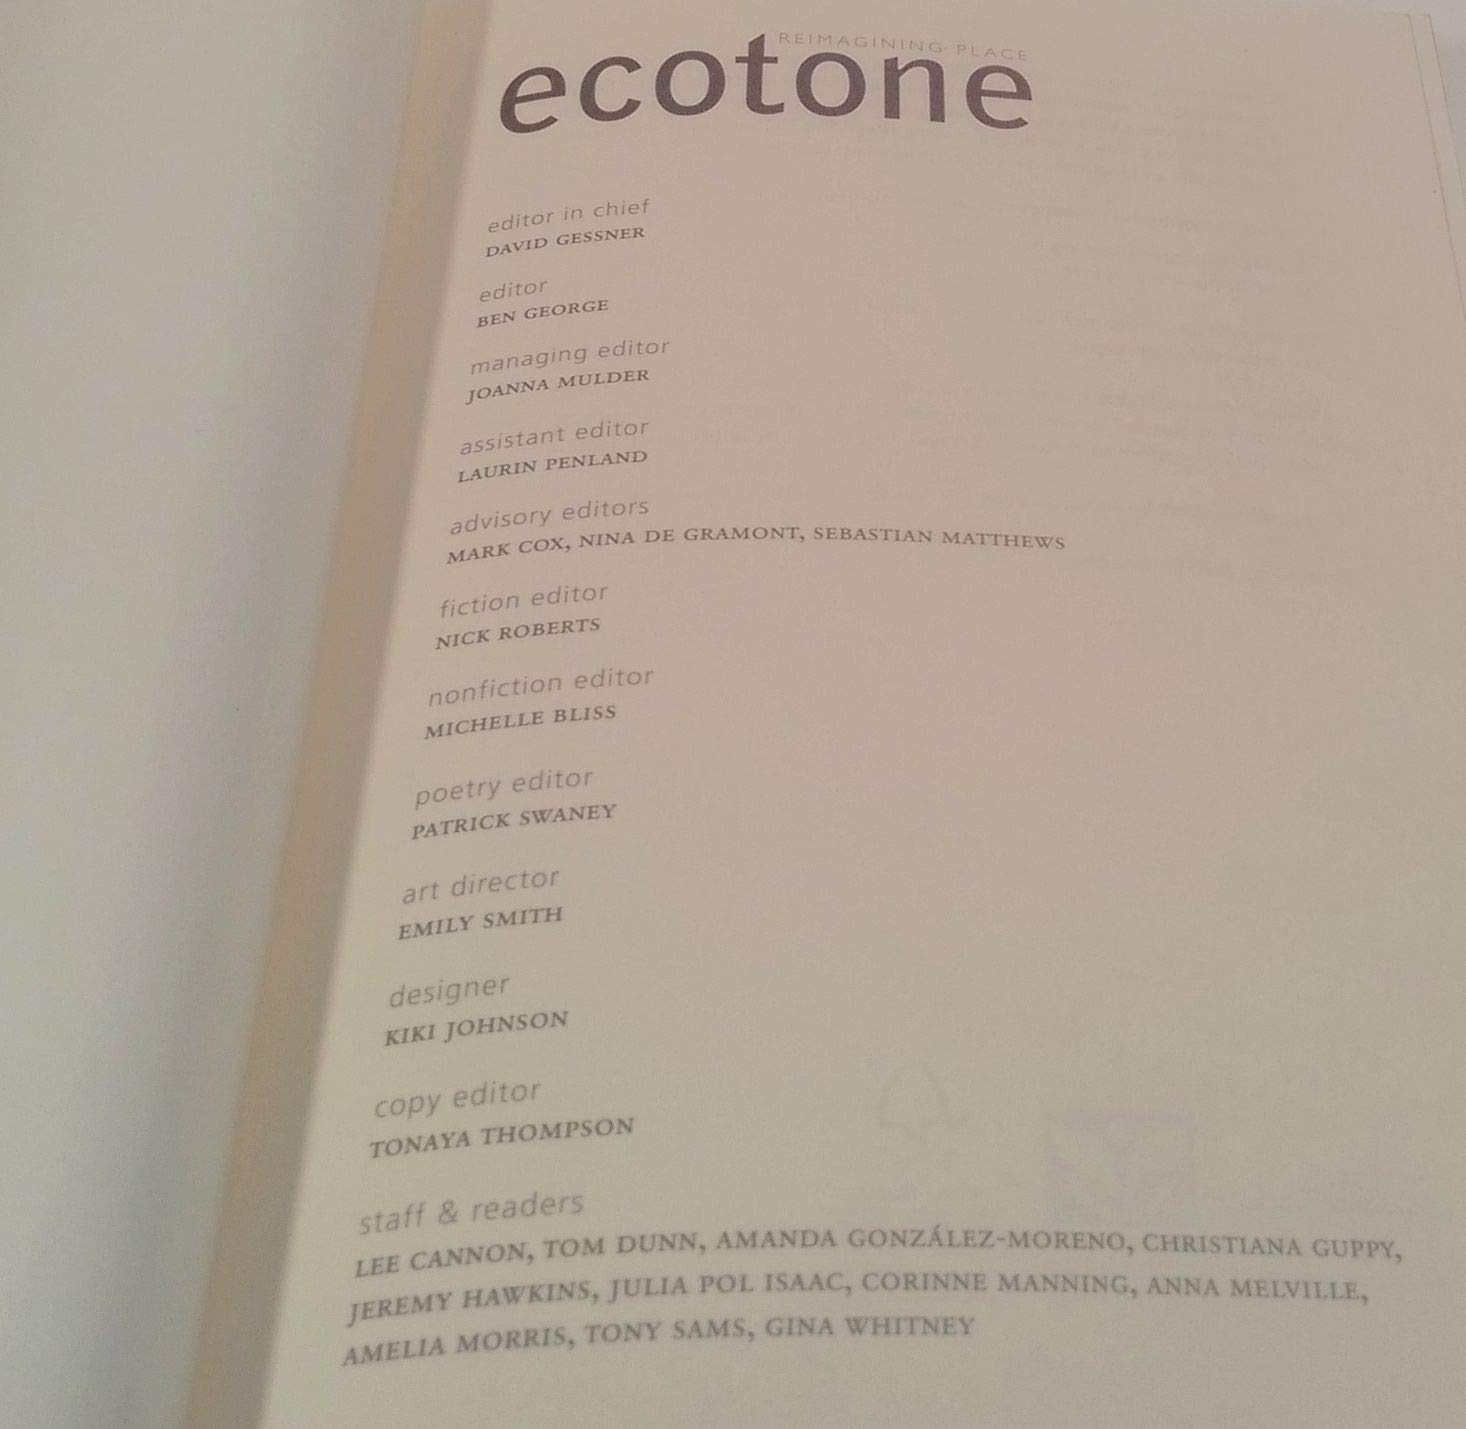 REIMAGINING PLACE
ecotone
editor in chief
DAVID GESSNER
editor
BEN GEORGE
managing editor
JOANNA MULDER
assistant editor
LAURIN PENLAND
advisory editors
MARK COX, NINA DE GRAMONT, SEBASTIAN MATTHEWS
fiction editor
NICK ROBERTS
nonfiction editor
MICHELLE BLISS
poetry editor
PATRICK SWANEY
art director
EMILY SMITH
designer
KIKI JOHNSON
copy editor
TONAYA THOMPSON
staff & readers
LEE CANNON, TOM DUNN, AMANDA GONZÁLEZ-MORENO, CHRISTIANA GUPPY,
JEREMY HAWKINS, JULIA POL ISAAC, CORINNE MANNING, ANNA MELVILLE,
AMELIA MORRIS, TONY SAMS, GINA WHITNEY